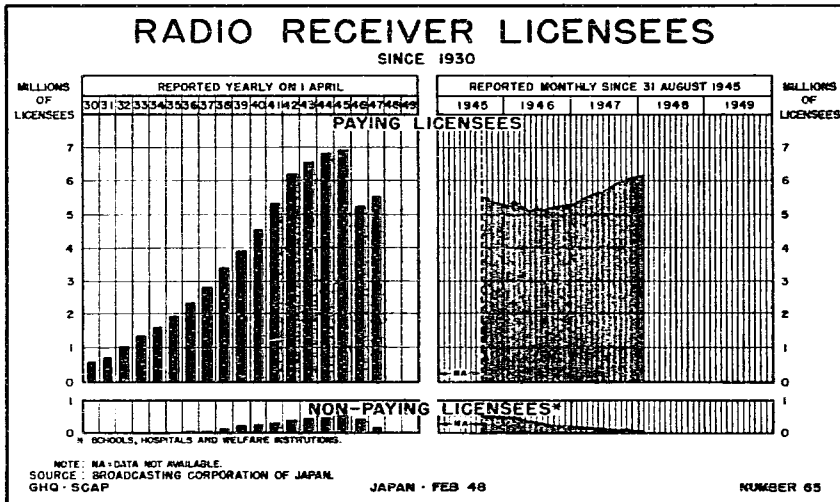 RADIO RECEIVER LICENSEES
SINCE 1930
MILLIONS OF LICENSEES
REPORTED YEARLY ON 1 APRIL
30 31 32 33 34 35 36 37 38 39 40 41 42 43 44 45 46 47 48 49
REPORTED MONTHLY SINCE 31 AUGUST 1945
1945 1946 1947 1948 1949
MILLIONS OF LICENSEES
PAYING LICENSEES
7 7
6 6
5 5
4 4
3 3
2 2
1 1
0 NA 0
NON-PAYING LICENSEES*
1 1
0 NA 0
* SCHOOLS, HOSPITALS AND WELFARE INSTITUTIONS.
NOTE: NA = DATA NOT AVAILABLE.
SOURCE: BROADCASTING CORPORATION OF JAPAN.
GHQ - SCAP JAPAN - FEB 48 NUMBER 65